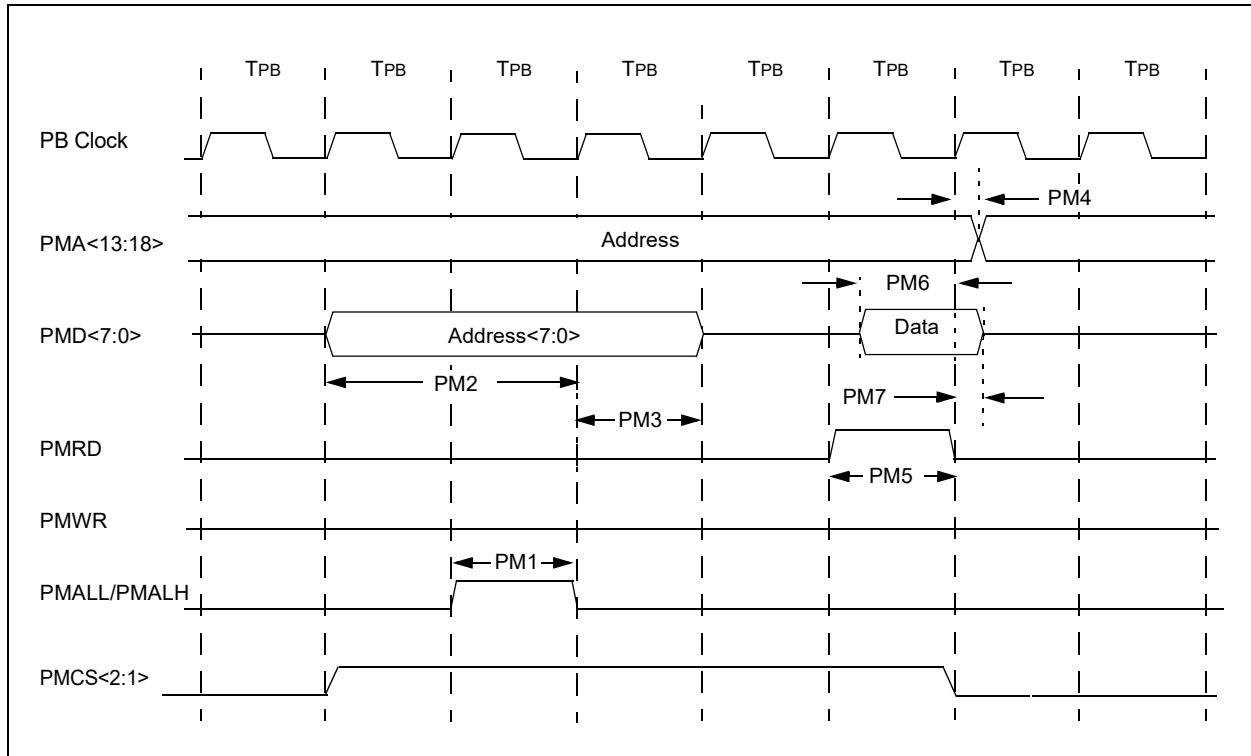 TPB TPB TPB TPB TPB TPB TPB TPB
PB Clock
PM4
PMA<13:18>
Address
PM6
PMD<7:0>
Address<7:0>
Data
PM2
PM7
PM3
PMRD
PM5
PMWR
PM1
PMALL/PMALH
PMCS<2:1>